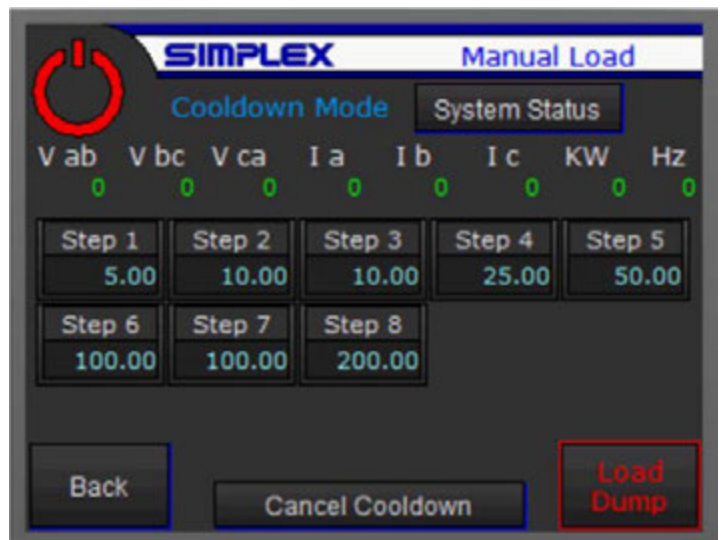 SIMPLEX Manual Load
Cooldown Mode System Status
V ab V bc V ca I a I b I c KW Hz
0 0 0 0 0 0 0 0
Step 1 Step 2 Step 3 Step 4 Step 5
5.00 10.00 10.00 25.00 50.00
Step 6 Step 7 Step 8
100.00 100.00 200.00
Back Cancel Cooldown Load
Dump